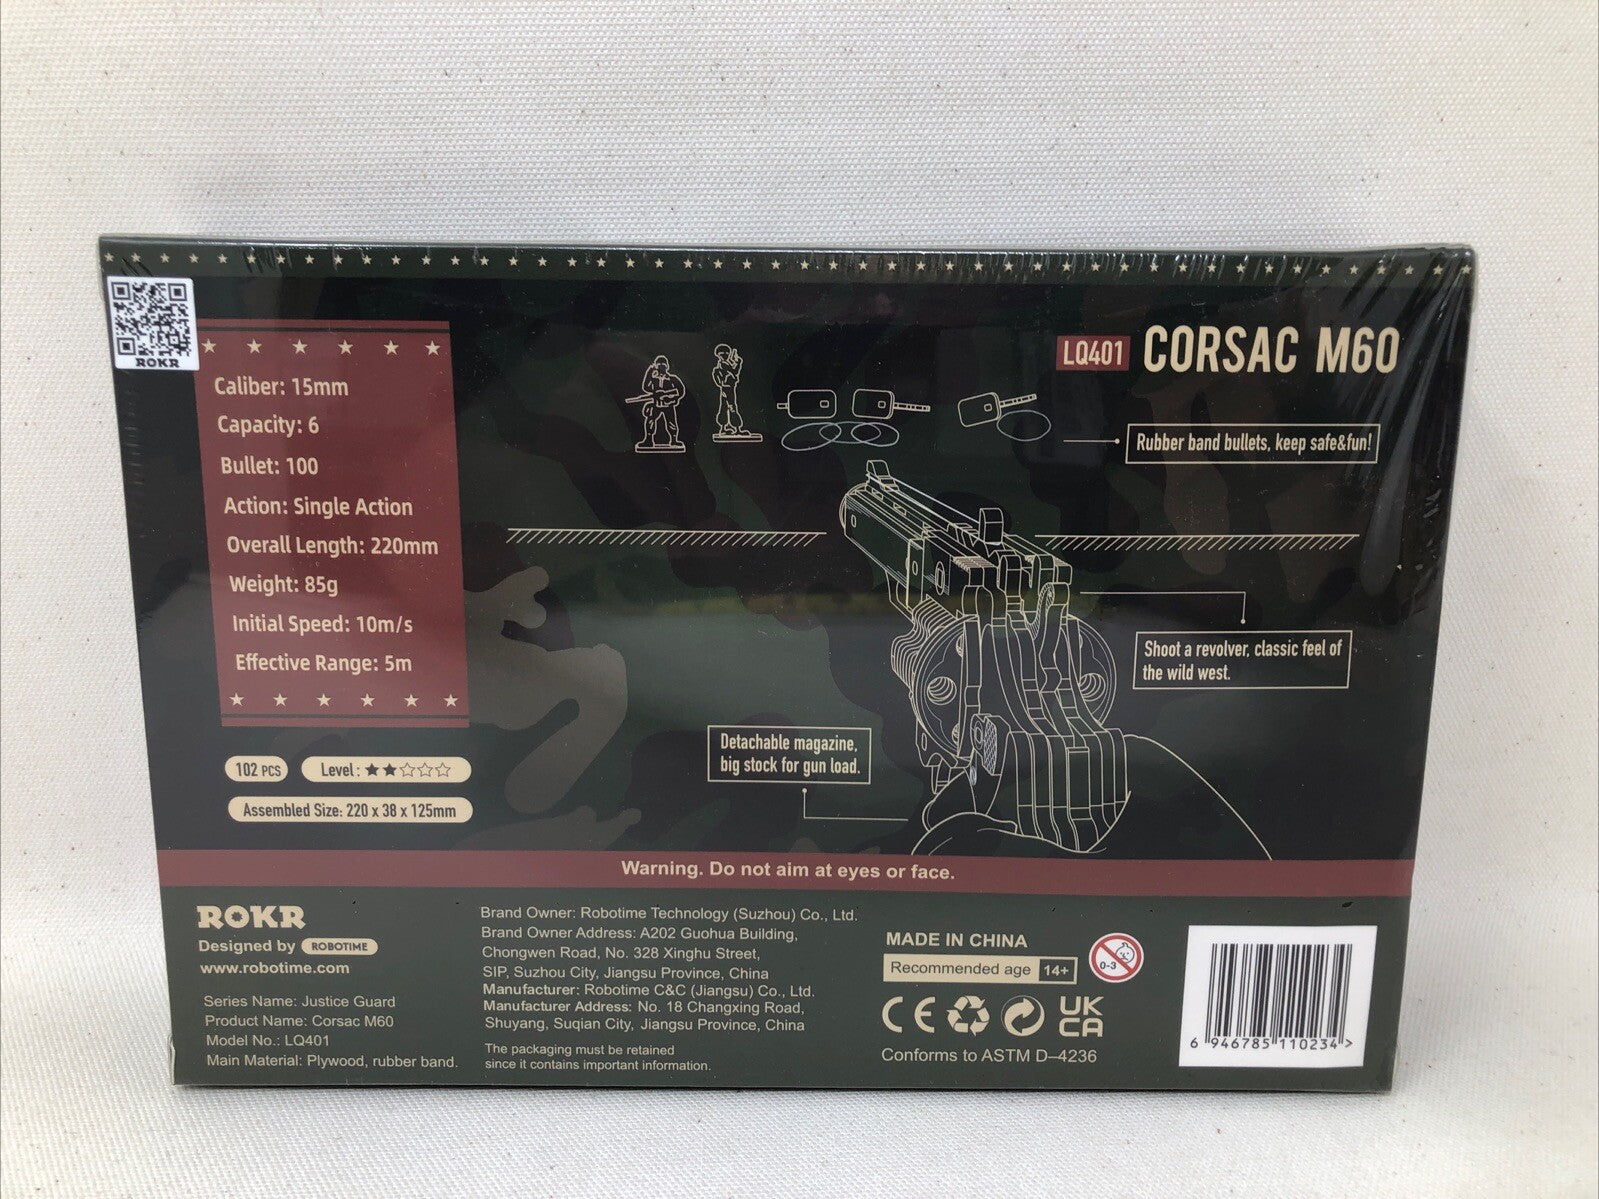 ROKR
Caliber: 15mm
Capacity: 6
Bullet: 100
Action: Single Action
Overall Length: 220mm
Weight: 85g
Initial Speed: 10m/s
Effective Range: 5m
102 PCS
Level :
Assembled Size: 220 x 38 x 125mm
LQ401 CORSAC M60
Rubber band bullets, keep safe&fun!
Shoot a revolver, classic feel of
the wild west.
Detachable magazine,
big stock for gun load.
Warning. Do not aim at eyes or face.
ROKR
Designed by ROBOTIME
www.robotime.com
Series Name: Justice Guard
Product Name: Corsac M60
Model No.: LQ401
Main Material: Plywood, rubber band.
Brand Owner: Robotime Technology (Suzhou) Co., Ltd.
Brand Owner Address: A202 Guohua Building,
Chongwen Road, No. 328 Xinghu Street,
SIP, Suzhou City, Jiangsu Province, China
Manufacturer: Robotime C&C (Jiangsu) Co., Ltd.
Manufacturer Address: No. 18 Changxing Road,
Shuyang, Suqian City, Jiangsu Province, China
The packaging must be retained
since it contains important information.
MADE IN CHINA
Recommended age 14+
0-3
CE
UK
CA
Conforms to ASTM D–4236
6 946785 110234 >